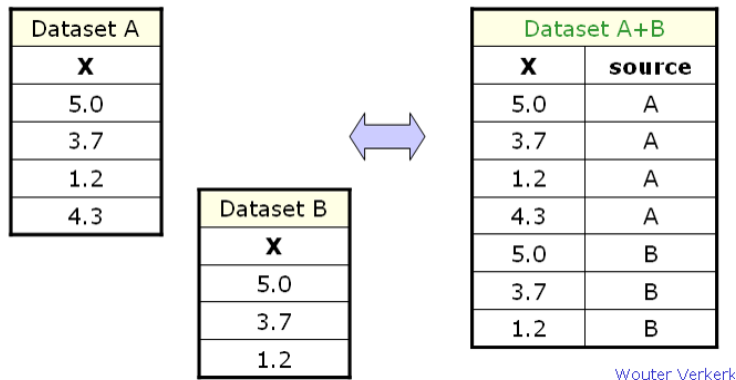 Dataset A
X
5.0
3.7
1.2
4.3
Dataset B
X
5.0
3.7
1.2
Dataset A+B
X source
5.0 A
3.7 A
1.2 A
4.3 A
5.0 B
3.7 B
1.2 B
Wouter Verkerk